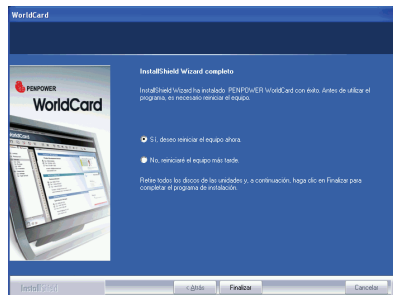 WorldCard
InstallShield Wizard completo
InstallShield Wizard ha instalado PENPOWER WorldCard con éxito. Antes de utilizar el
programa, es necesario reiniciar el equipo.
PENPOWER
WorldCard
Sí, deseo reiniciar el equipo ahora.
No, reiniciaré el equipo más tarde.
Retire todos los discos de las unidades y, a continuación, haga clic en Finalizar para
completar el programa de instalación.
InstallShield
< Atrás
Finalizar
Cancelar